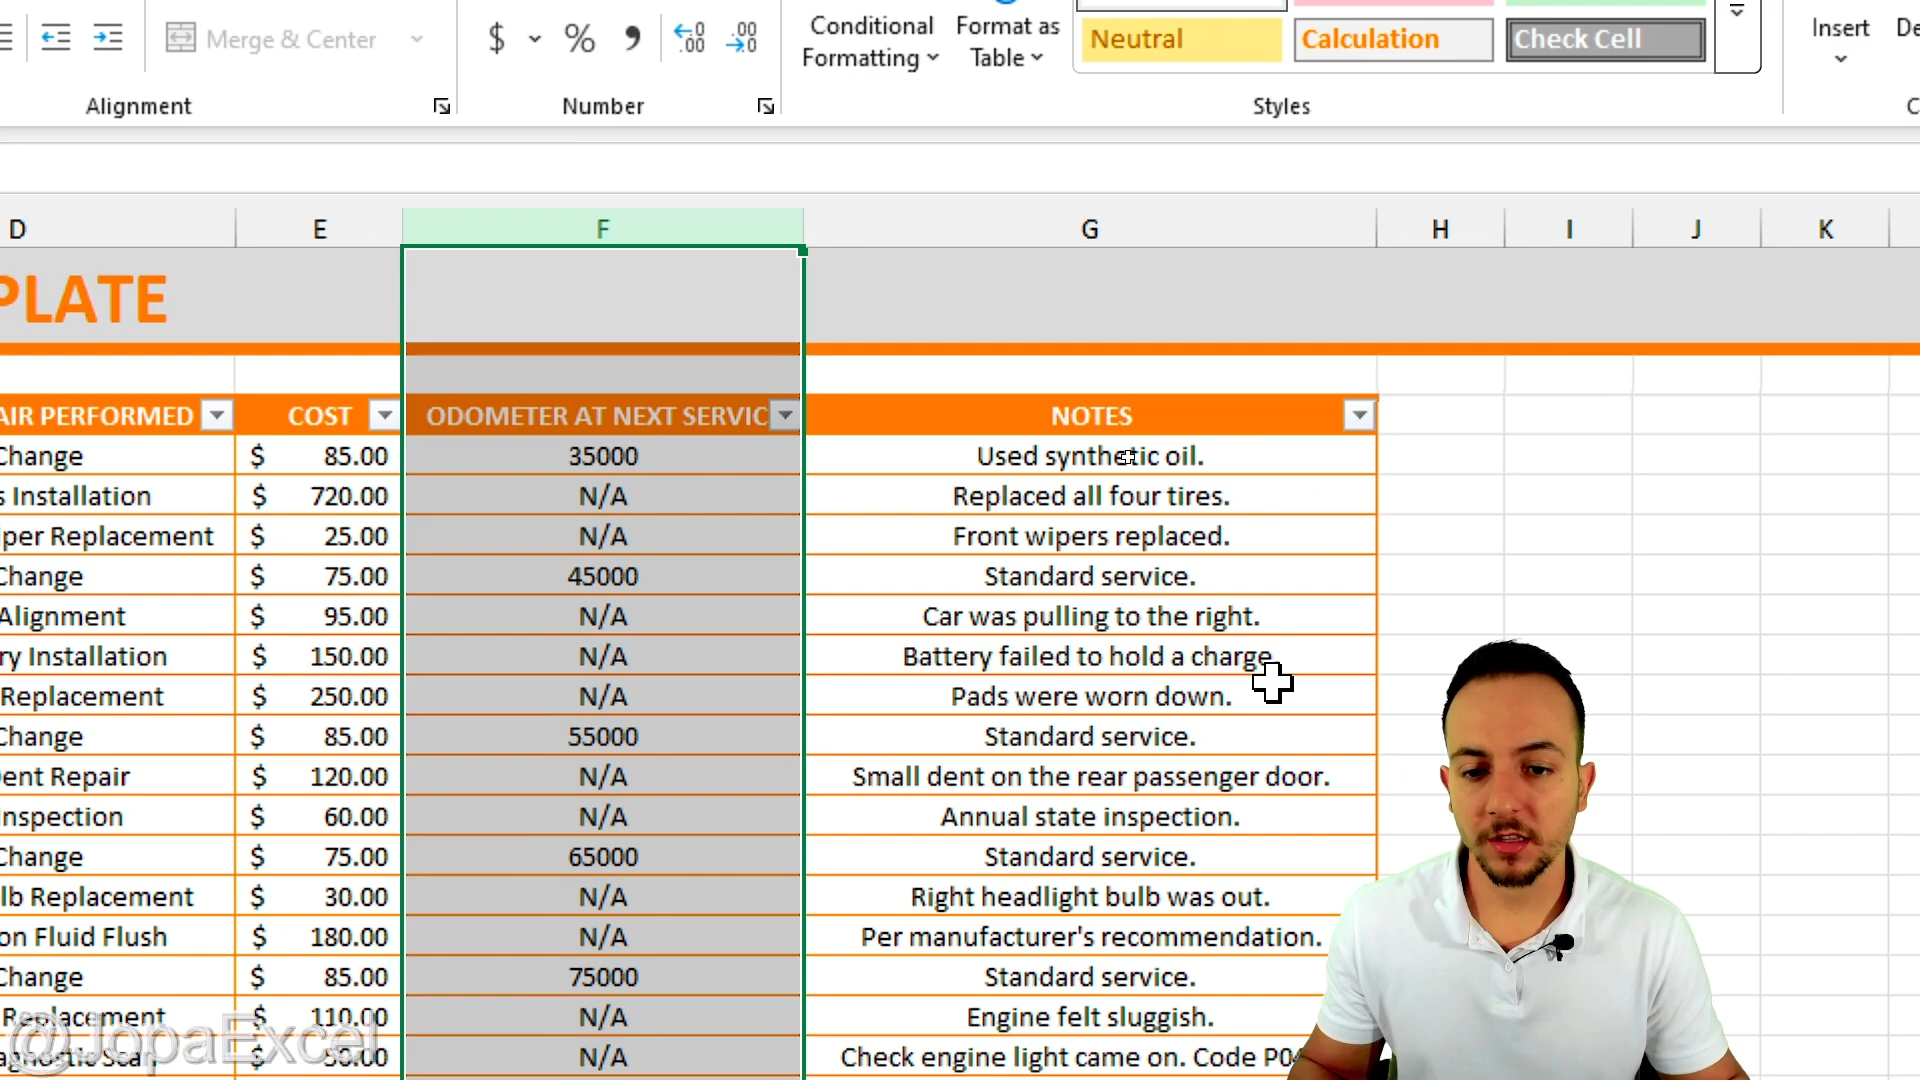 Merge & Center
$ % 9
Conditional Formatting
Format as Table
Neutral
Calculation
Check Cell
Insert
De
Alignment
Number
Styles
C
D E F G H I J K
PLATE
AIR PERFORMED COST ODOMETER AT NEXT SERVIC NOTES
Change $ 85.00 35000 Used synthetic oil.
s Installation $ 720.00 N/A Replaced all four tires.
iper Replacement $ 25.00 N/A Front wipers replaced.
Change $ 75.00 45000 Standard service.
Alignment $ 95.00 N/A Car was pulling to the right.
ry Installation $ 150.00 N/A Battery failed to hold a charge
Replacement $ 250.00 N/A Pads were worn down.
Change $ 85.00 55000 Standard service.
Dent Repair $ 120.00 N/A Small dent on the rear passenger door.
Inspection $ 60.00 N/A Annual state inspection.
Change $ 75.00 65000 Standard service.
lb Replacement $ 30.00 N/A Right headlight bulb was out.
on Fluid Flush $ 180.00 N/A Per manufacturer's recommendation.
Change $ 85.00 75000 Standard service.
Replacement $ 110.00 N/A Engine felt sluggish.
agnostic Scan $ 50.00 N/A Check engine light came on. Code P04
@JopaExcel